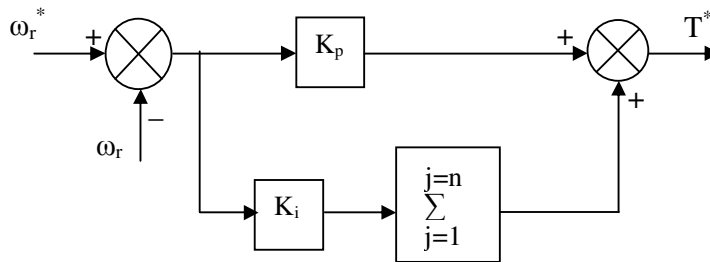 ωr*
+
−
ωr
Kp
+
+
T*
Ki
j=n
∑
j=1